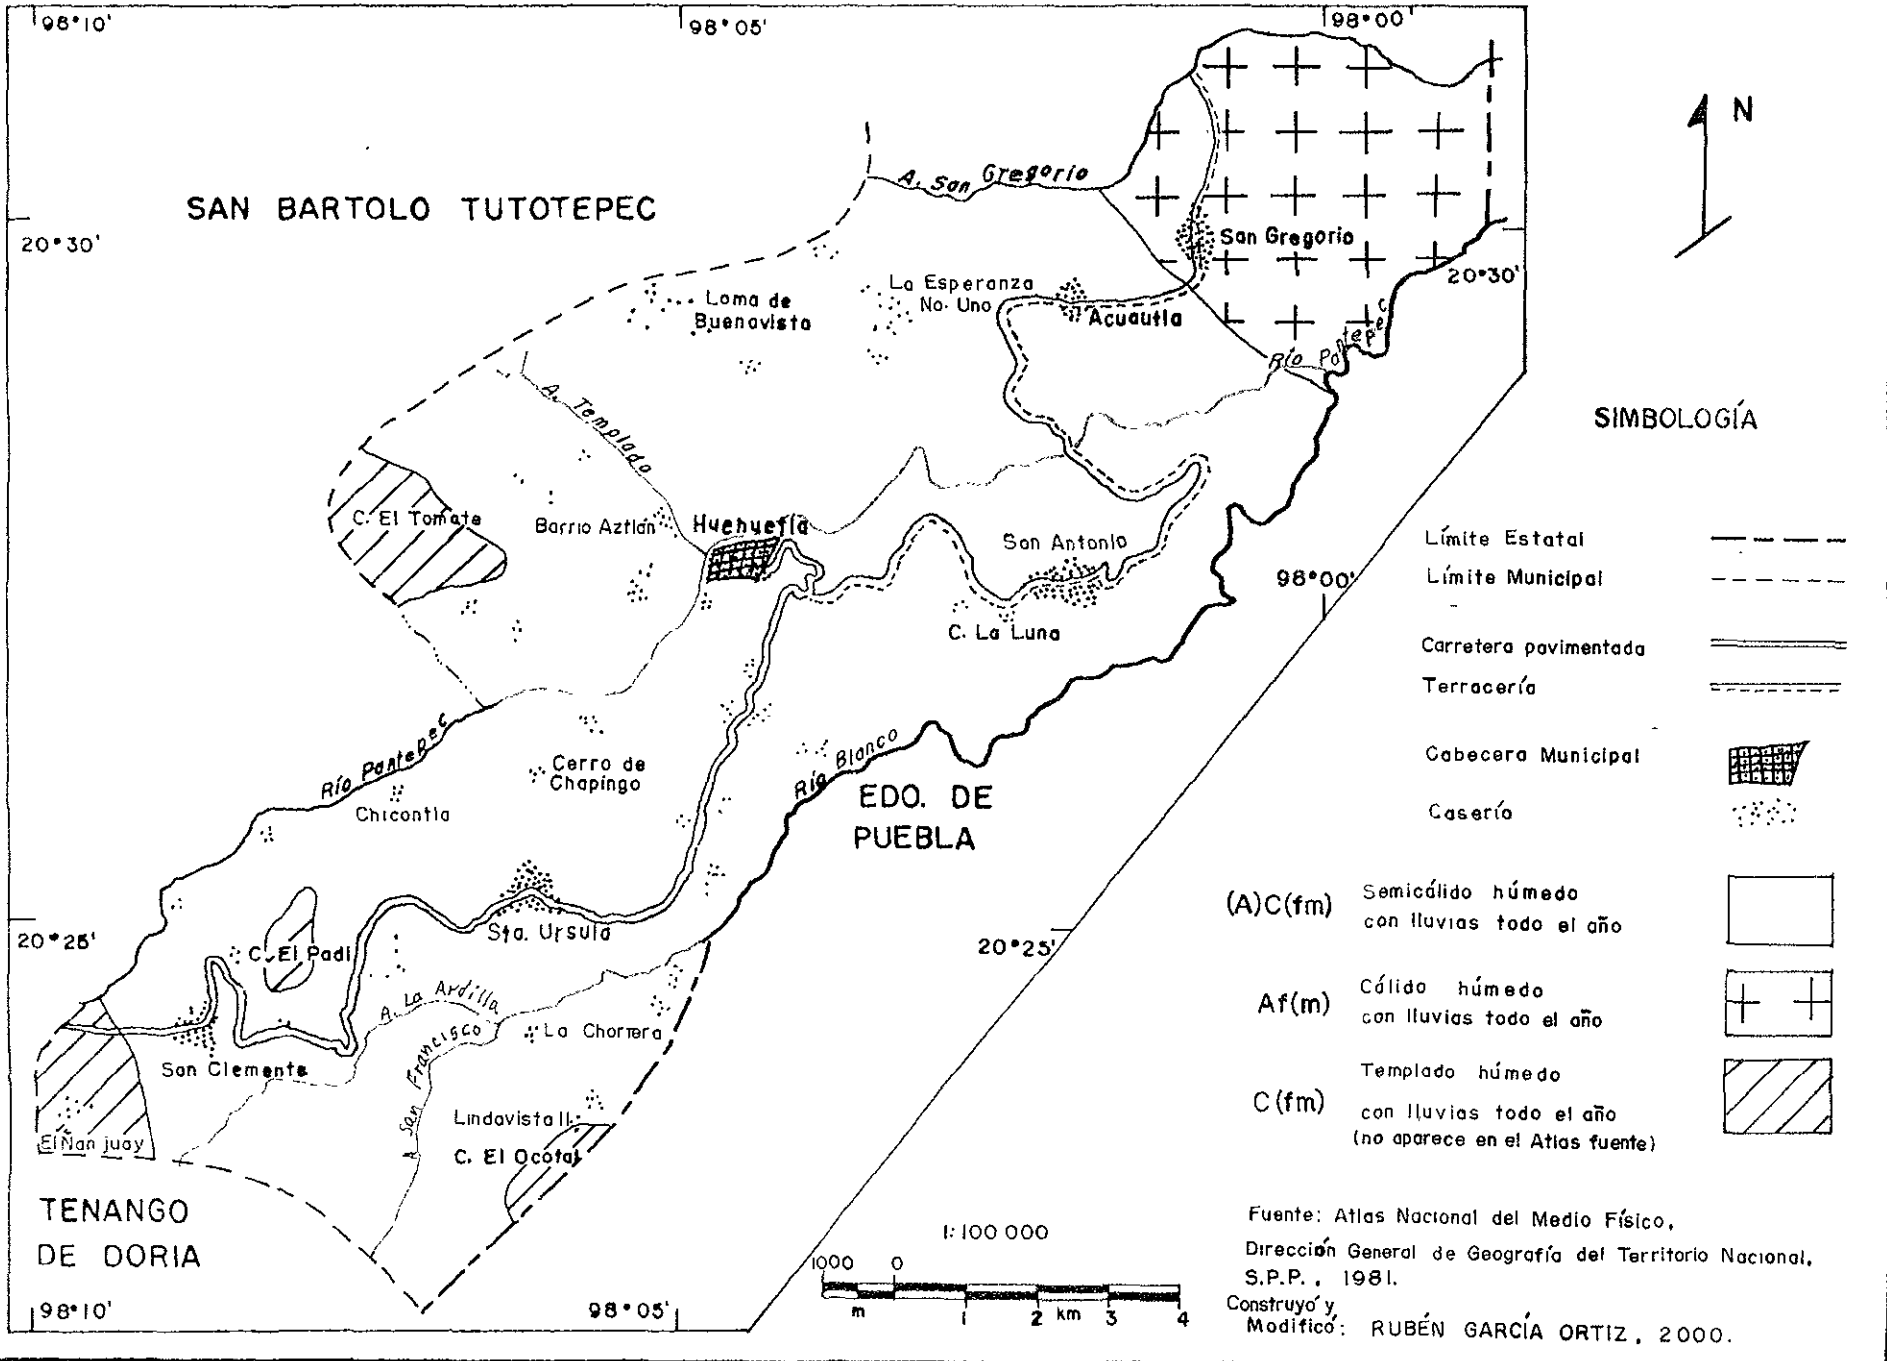 98°10'
98°05'
98°00'
N
A. San Gregorio
SAN BARTOLO TUTOTEPEC
20°30'
San Gregorio
20°30'
La Esperanza
No. Uno
Loma de
Buenavista
Acuautla
Río Pantepec
A. Templado
SIMBOLOGÍA
C. El Tomate
Barrio Aztlán
Huehuetla
San Antonio
98°00'
C. La Luna
Límite Estatal
Límite Municipal
Carretera pavimentada
Terracería
Río Pantepec
Río Blanco
Cerro de
Chapingo
Chicontla
EDO. DE
PUEBLA
Cabecera Municipal
Caserío
(A)C(fm)
Semicálido húmedo
con lluvias todo el año
20°25'
C. El Padi
Sta. Ursula
20°25'
A. La Ardilla
A San Francisco
La Chorrera
San Clemente
Af(m)
Cálido húmedo
con lluvias todo el año
C(fm)
Templado húmedo
con lluvias todo el año
(no aparece en el Atlas fuente)
Lindavista II
C. El Ocotal
El Ñanjuay
TENANGO
DE DORIA
1:100 000
1000 0
m 1 2 km 3 4
98°10'
98°05'
Fuente: Atlas Nacional del Medio Físico,
Dirección General de Geografía del Territorio Nacional,
S.P.P., 1981.
Construyó y
Modificó: RUBÉN GARCÍA ORTIZ, 2000.